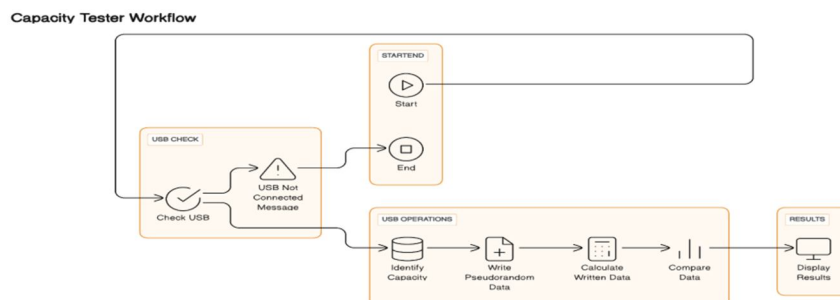 Capacity Tester Workflow
STARTEND
Start
End
USB CHECK
USB Not
Connected
Message
Check USB
USB OPERATIONS
Identify
Capacity
Write
Pseudorandom
Data
Calculate
Written Data
Compare
Data
RESULTS
Display
Results